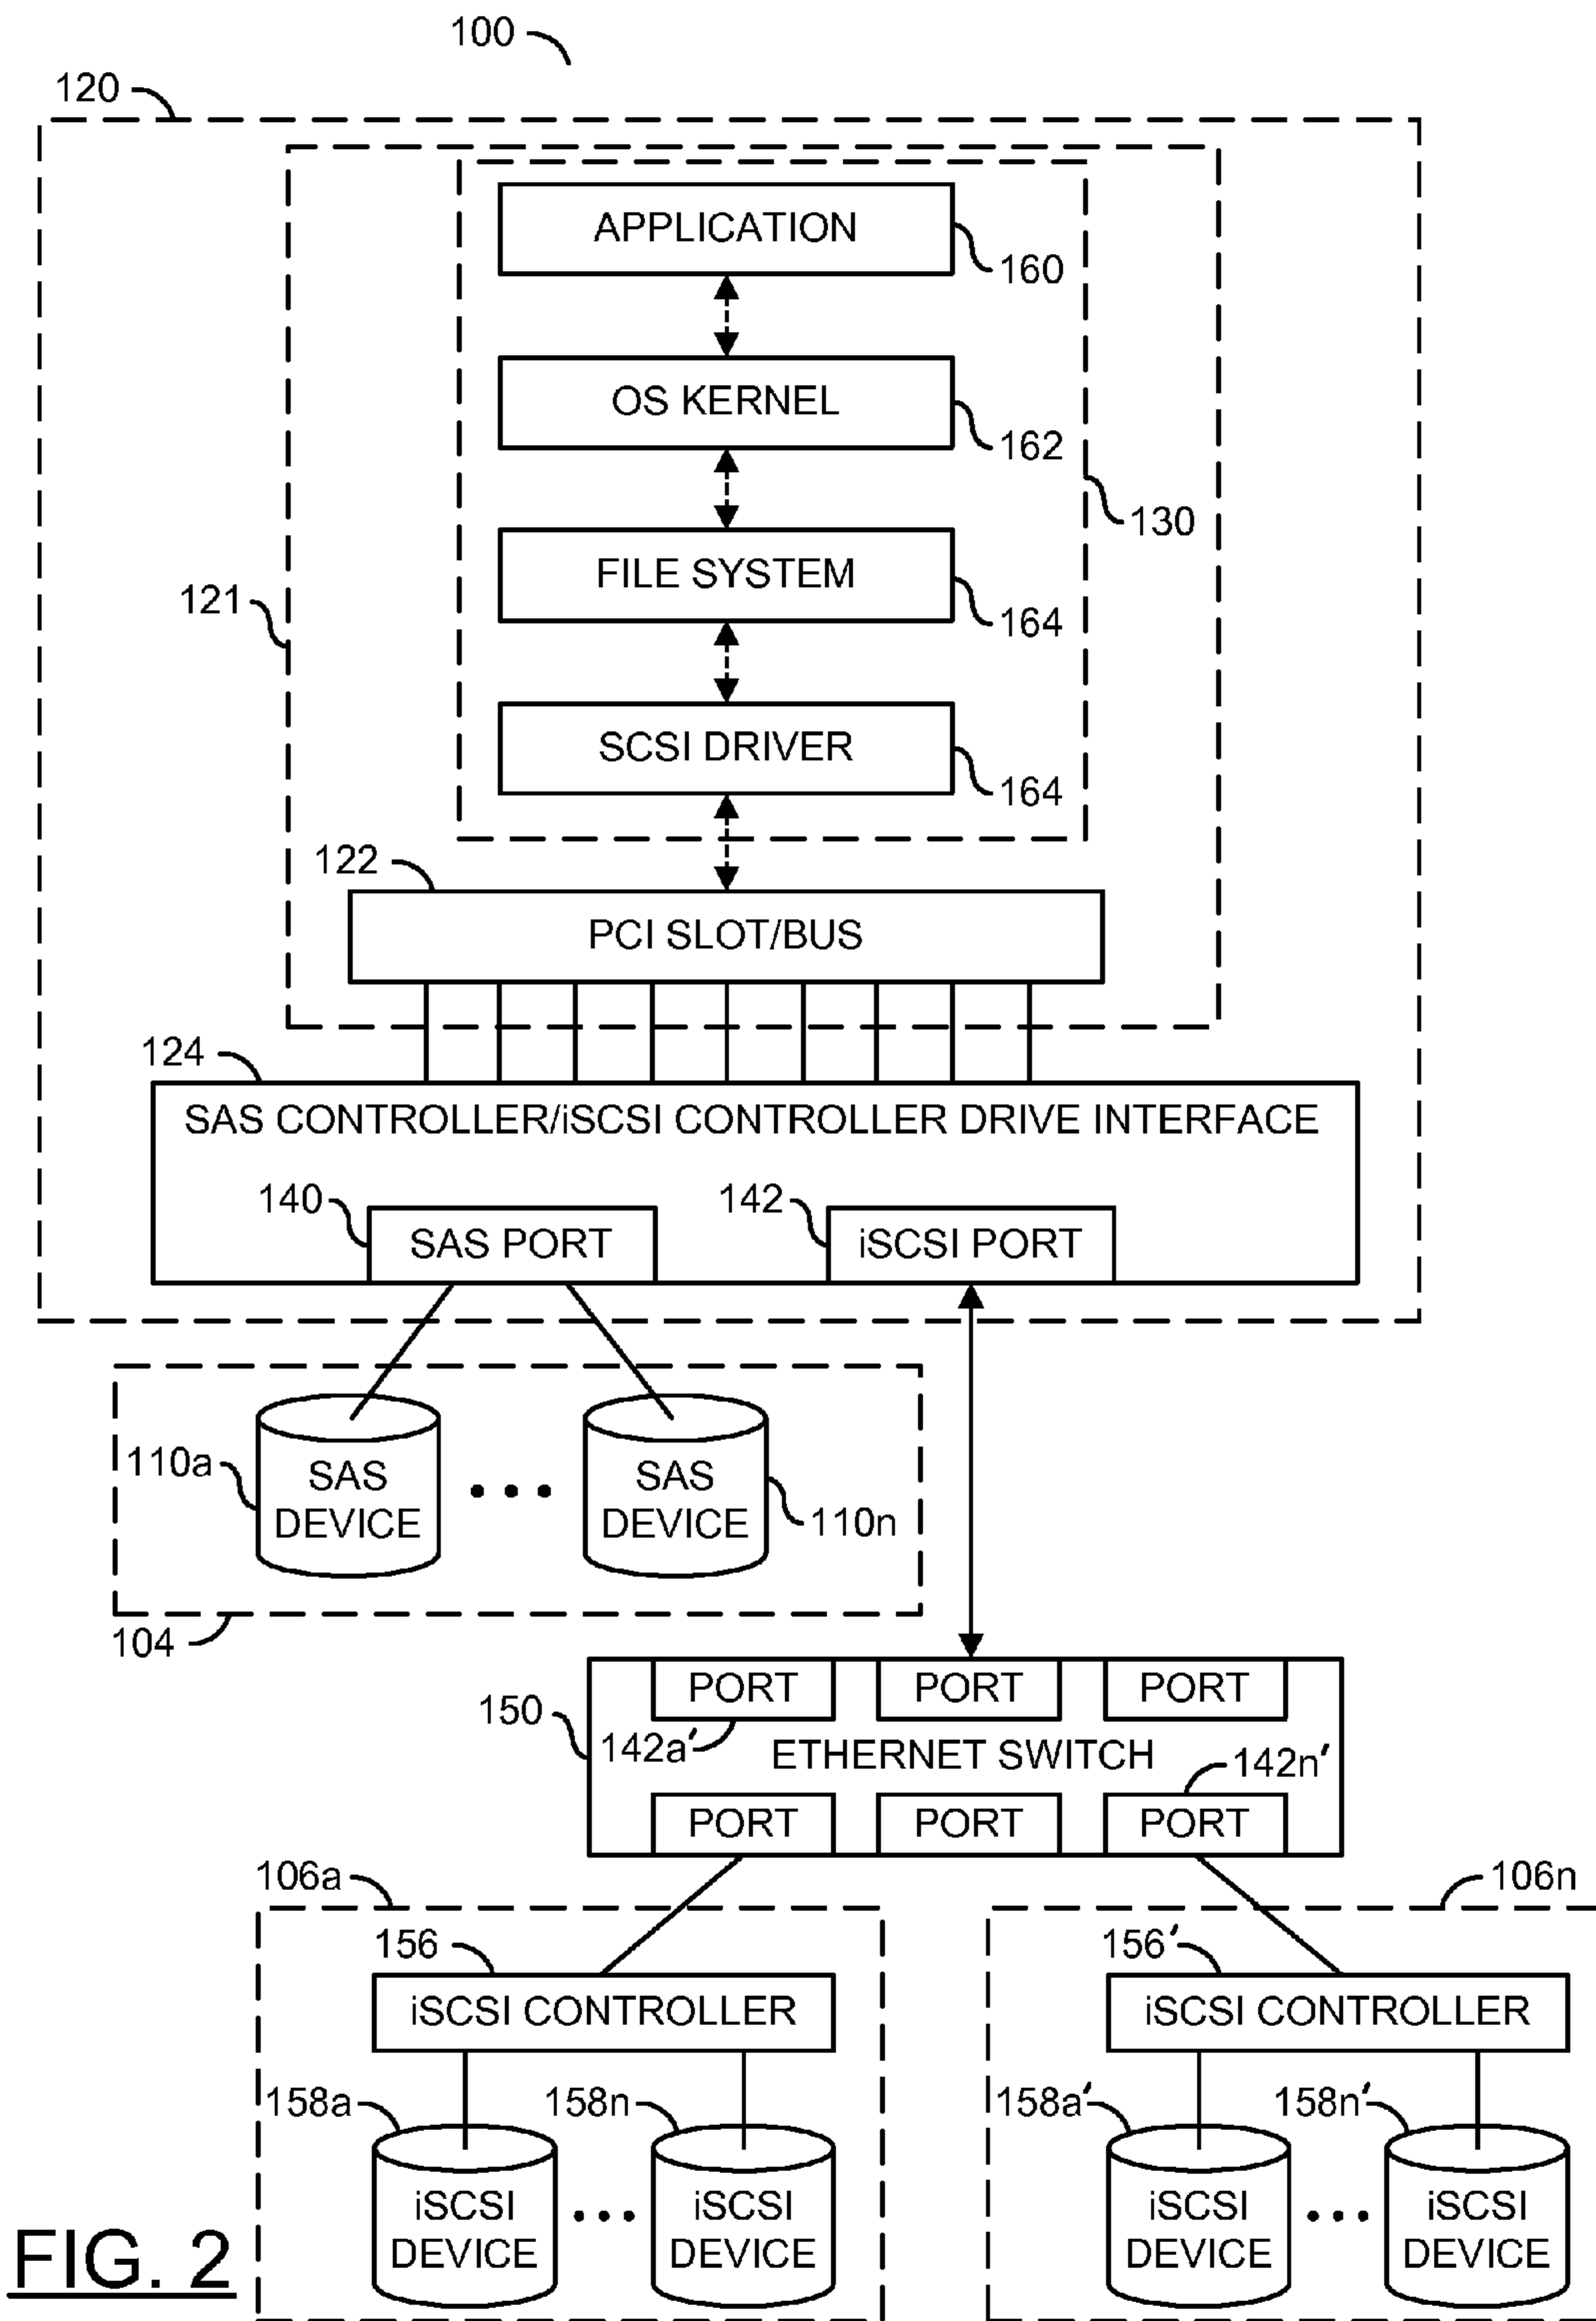 100
120
APPLICATION
160
OS KERNEL
162
130
FILE SYSTEM
121
164
SCSI DRIVER
164
122
PCI SLOT/BUS
124
SAS CONTROLLER/iSCSI CONTROLLER DRIVE INTERFACE
140
142
SAS PORT
iSCSI PORT
110a
SAS
DEVICE
SAS
DEVICE
110n
104
PORT
PORT
PORT
150
142a′
ETHERNET SWITCH
142n′
PORT
PORT
PORT
106a
106n
156
156′
iSCSI CONTROLLER
iSCSI CONTROLLER
158a
158n
158a′
158n′
iSCSI
DEVICE
iSCSI
DEVICE
iSCSI
DEVICE
iSCSI
DEVICE
FIG. 2